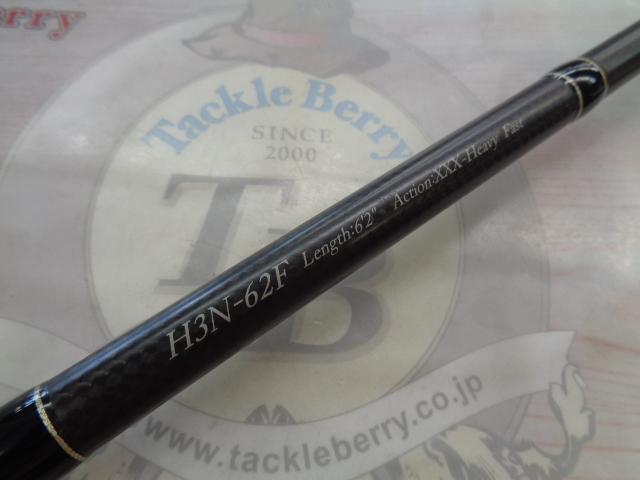 Berry
Tackle Berry
SINCE
2000
TB
H3N-62F Length:6'2" Action:XXX-Heavy Fast
www.tackleberry.co.jp